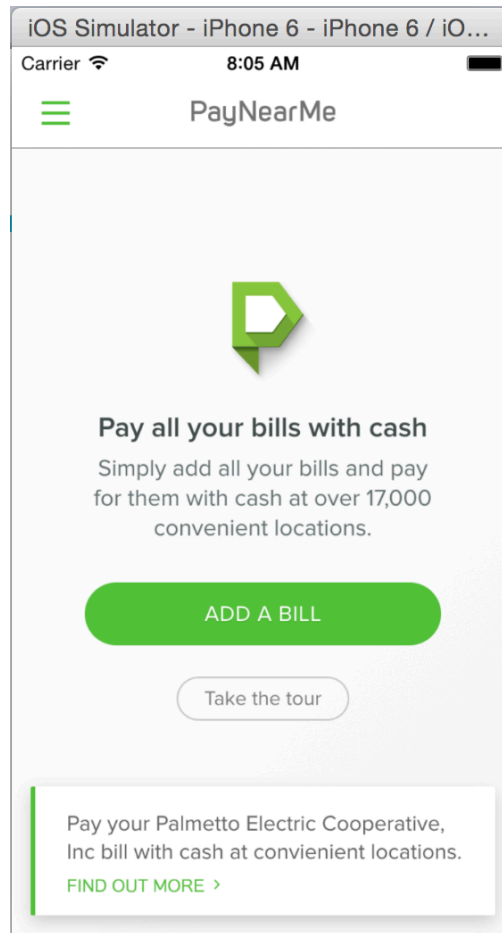 iOS Simulator - iPhone 6 - iPhone 6 / iO...
Carrier 8:05 AM
PayNearMe
Pay all your bills with cash
Simply add all your bills and pay
for them with cash at over 17,000
convenient locations.
ADD A BILL
Take the tour
Pay your Palmetto Electric Cooperative,
Inc bill with cash at convienient locations.
FIND OUT MORE >